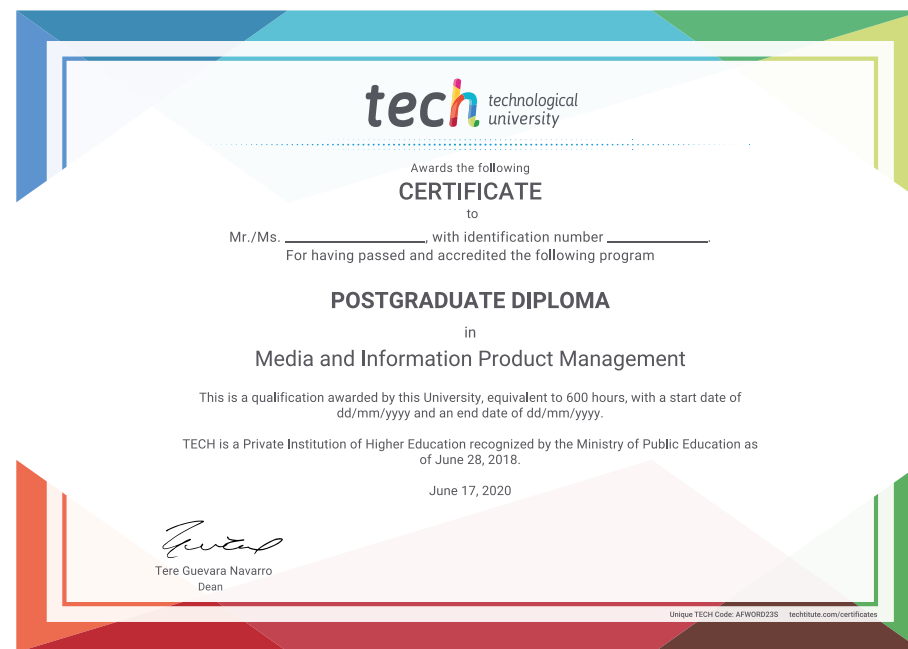 tech technological
university
Awards the following
CERTIFICATE
to
Mr./Ms. ____________________, with identification number ______________.
For having passed and accredited the following program
POSTGRADUATE DIPLOMA
in
Media and Information Product Management
This is a qualification awarded by this University, equivalent to 600 hours, with a start date of
dd/mm/yyyy and an end date of dd/mm/yyyy.
TECH is a Private Institution of Higher Education recognized by the Ministry of Public Education as
of June 28, 2018.
June 17, 2020
Tere Guevara Navarro
Dean
Unique TECH Code: AFWORD23S techtitute.com/certificates